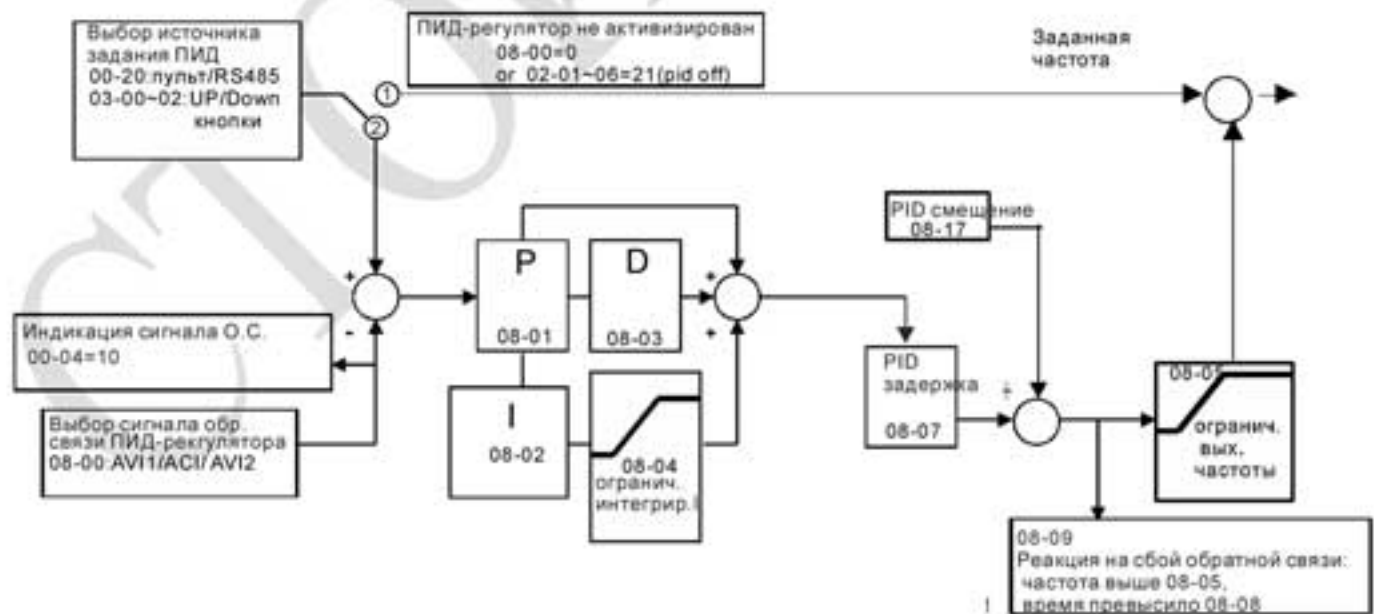 Выбор источника
задания ПИД
00-20:пульт/RS485
03-00~02:UP/Down
кнопки
ПИД-регулятор не активизирован
08-00=0
or 02-01~06=21(pid off)
Заданная
частота
1
2
PID смещение
08-17
+
-
P
08-01
D
08-03
+
+
Индикация сигнала О.С.
00-04=10
Выбор сигнала обр.
связи ПИД-рекгулятора
08-00:AVI1/ACI/AVI2
I
08-02
08-04
огранич.
интегрир.I
PID
задержка
08-07
+
08-05
огранич.
вых.
частоты
08-09
Реакция на сбой обратной связи:
частота выше 08-05,
время превысило 08-08